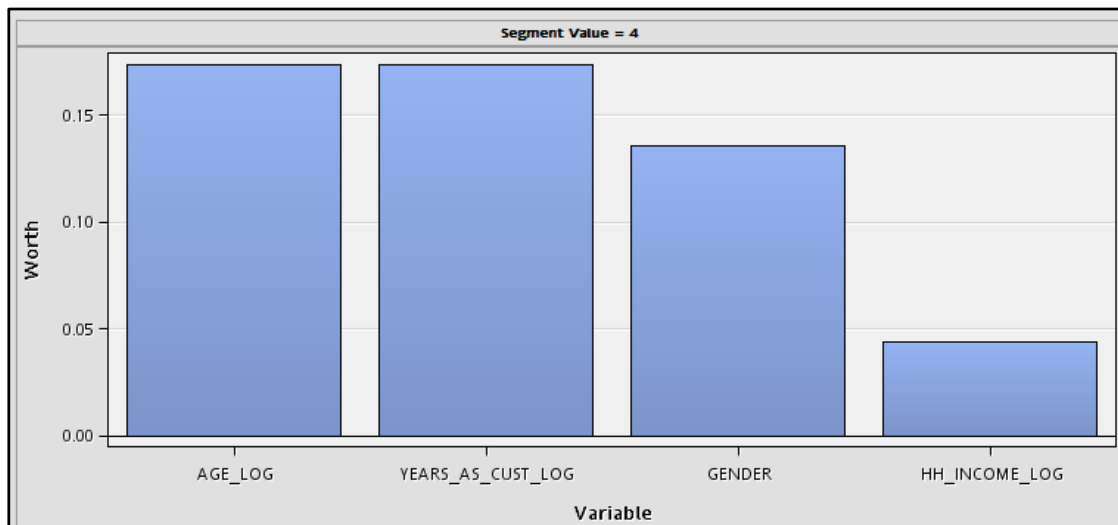 Segment Value = 4
Worth
0.15
0.10
0.05
0.00
AGE_LOG YEARS_AS_CUST_LOG GENDER HH_INCOME_LOG
Variable